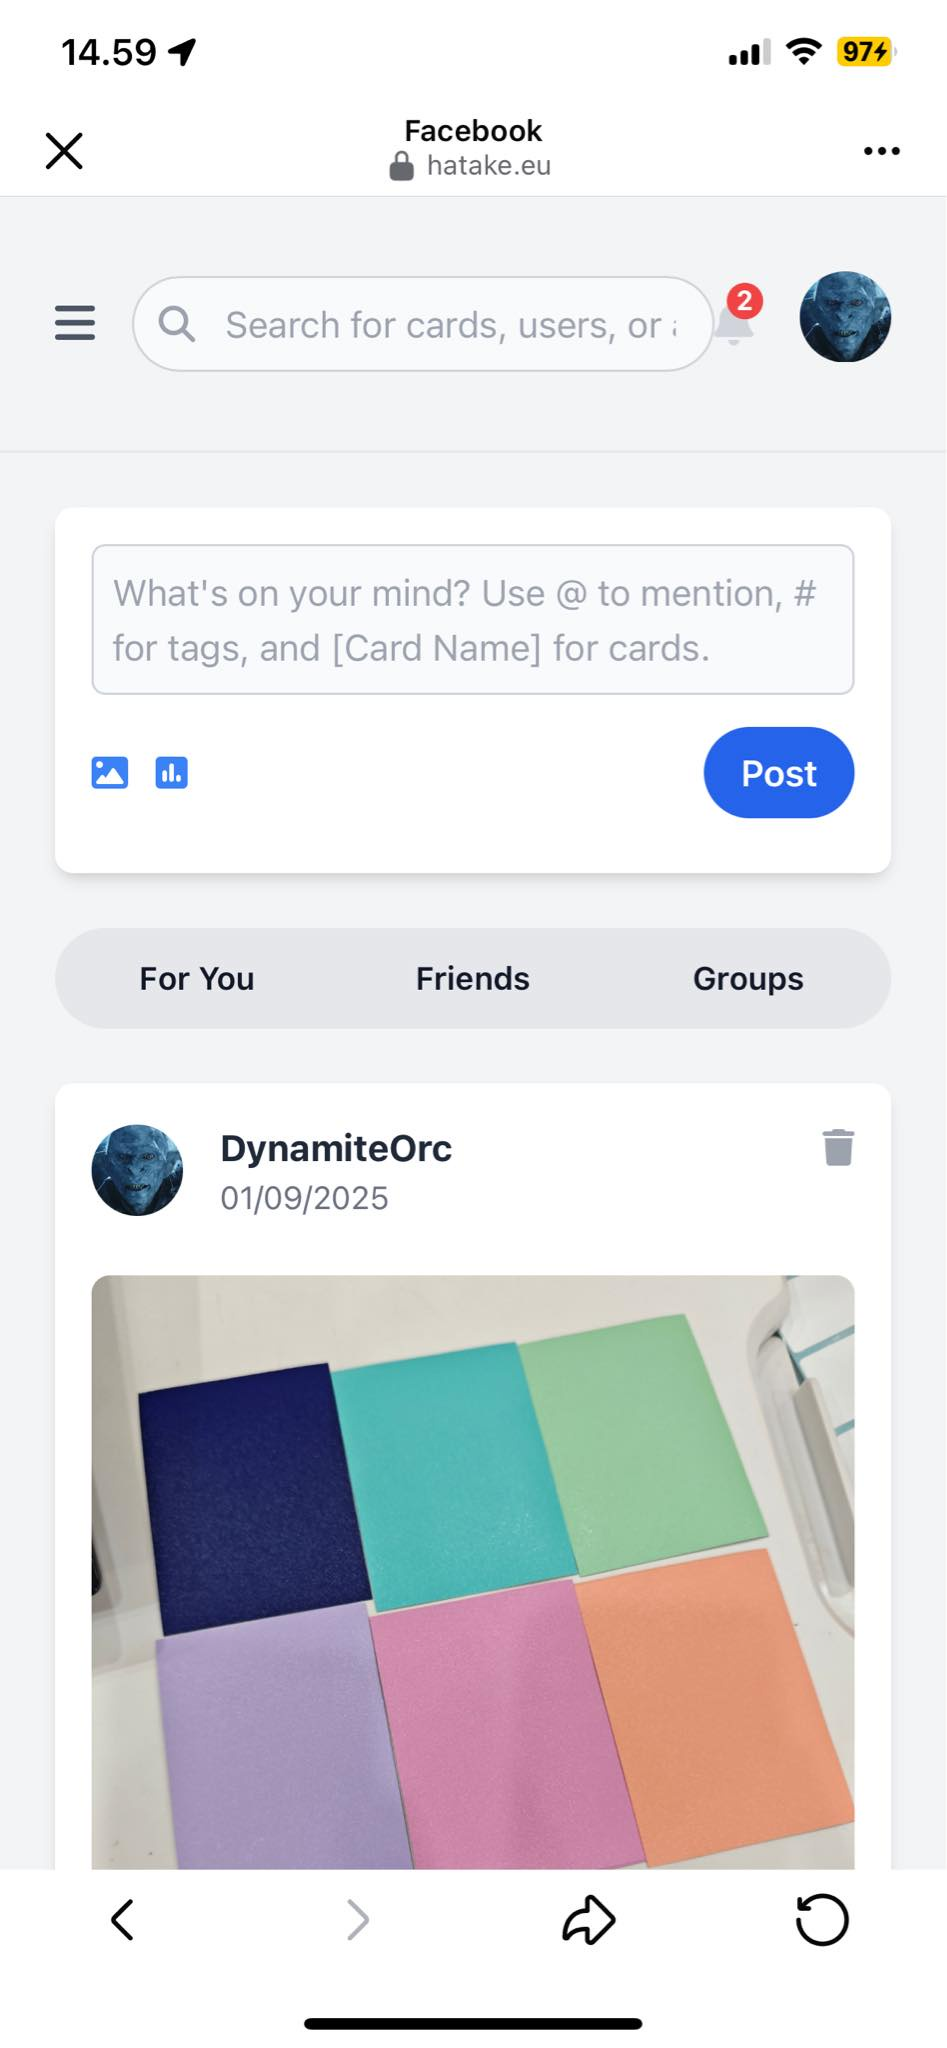 14.59
97
Facebook
hatake.eu
Search for cards, users, or
2
What's on your mind? Use @ to mention, #
for tags, and [Card Name] for cards.
Post
For You
Friends
Groups
DynamiteOrc
01/09/2025